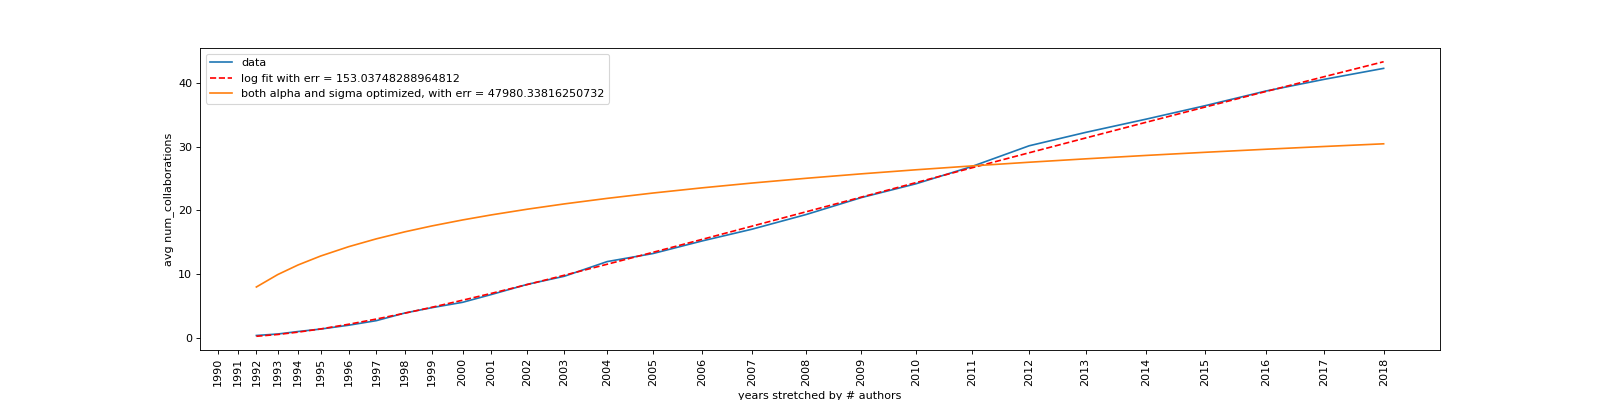 data
log fit with err = 153.03748288964812
both alpha and sigma optimized, with err = 47980.33816250732
avg num_collaborations
40
30
20
10
0
1990 1991 1992 1993 1994 1995 1996 1997 1998 1999 2000 2001 2002 2003 2004 2005 2006 2007 2008 2009 2010 2011 2012 2013 2014 2015 2016 2017 2018
years stretched by # authors